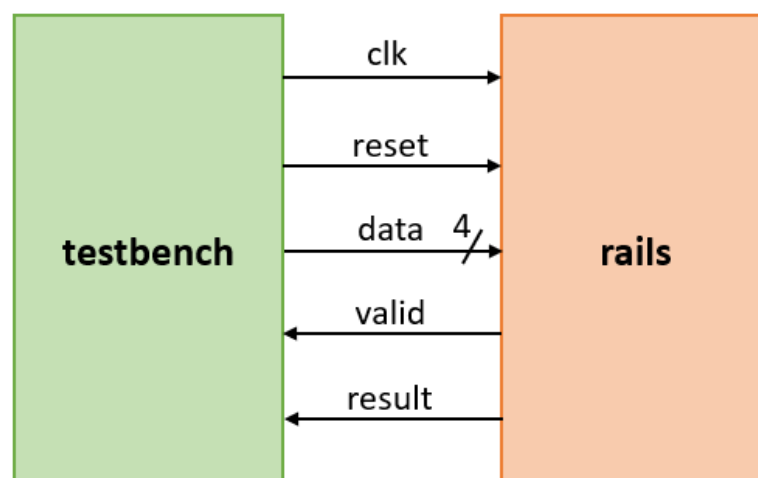 clk
reset
data 4
testbench
rails
valid
result